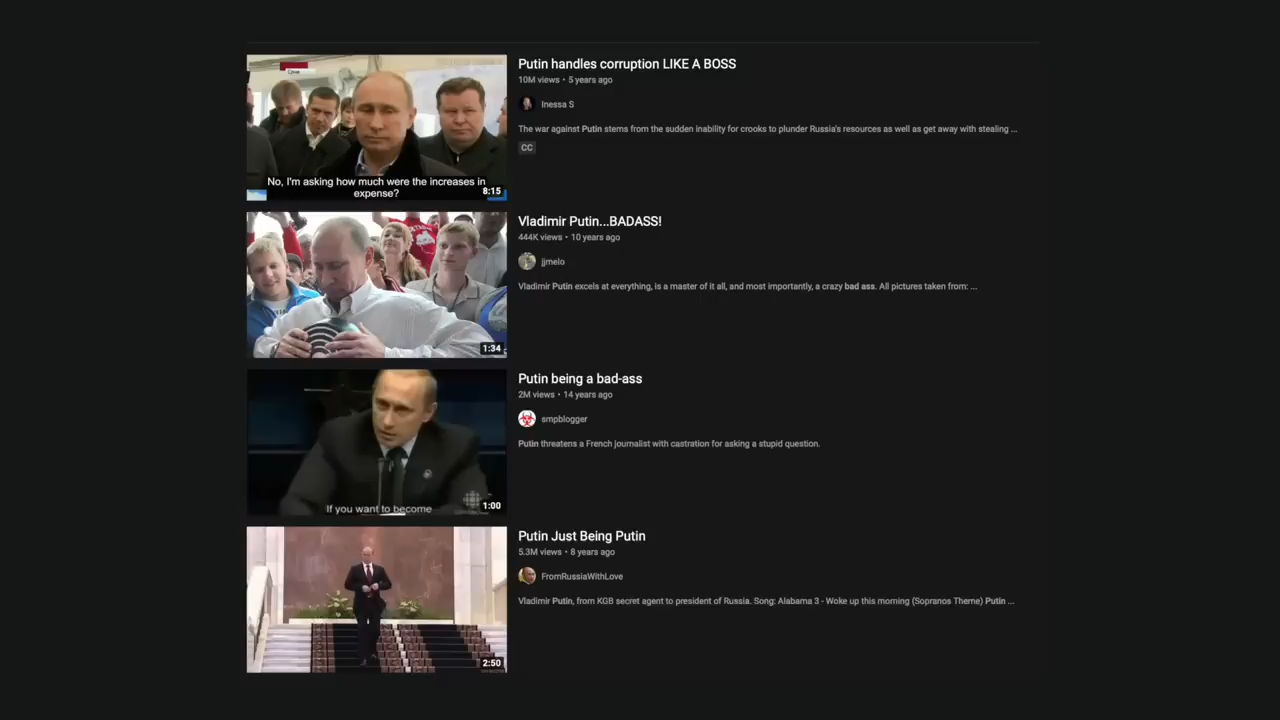 Putin handles corruption LIKE A BOSS
10M views • 5 years ago
Inessa S
The war against Putin stems from the sudden inability for crooks to plunder Russia's resources as well as get away with stealing ...
CC
No, I'm asking how much were the increases in
expense?
8:15
Vladimir Putin...BADASS!
444K views • 10 years ago
jjmelo
Vladimir Putin excels at everything, is a master of it all, and most importantly, a crazy bad ass. All pictures taken from: ...
1:34
Putin being a bad-ass
2M views • 14 years ago
smpblogger
Putin threatens a French journalist with castration for asking a stupid question.
If you want to become
1:00
Putin Just Being Putin
5.3M views • 8 years ago
FromRussiaWithLove
Vladimir Putin, from KGB secret agent to president of Russia. Song: Alabama 3 - Woke up this morning (Sopranos Theme) Putin ...
2:50